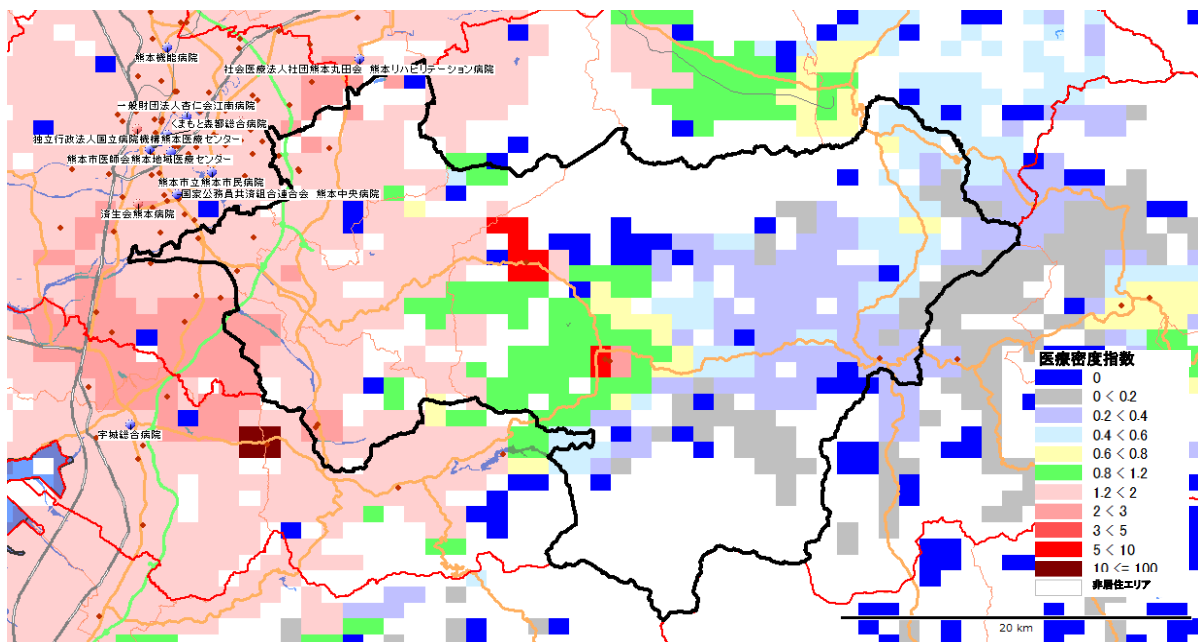 熊本機能病院
社会医療法人社団熊本丸田会　熊本リハビリテーション病院
一般財団法人杏仁会江南病院
くまもと森都総合病院
独立行政法人国立病院機構熊本医療センター
熊本市医師会熊本地域医療センター
熊本市立熊本市民病院
国家公務員共済組合連合会　熊本中央病院
済生会熊本病院
宇城総合病院
医療密度指数
0
0 < 0.2
0.2 < 0.4
0.4 < 0.6
0.6 < 0.8
0.8 < 1.2
1.2 < 2
2 < 3
3 < 5
5 < 10
10 <= 100
非居住エリア
20 km